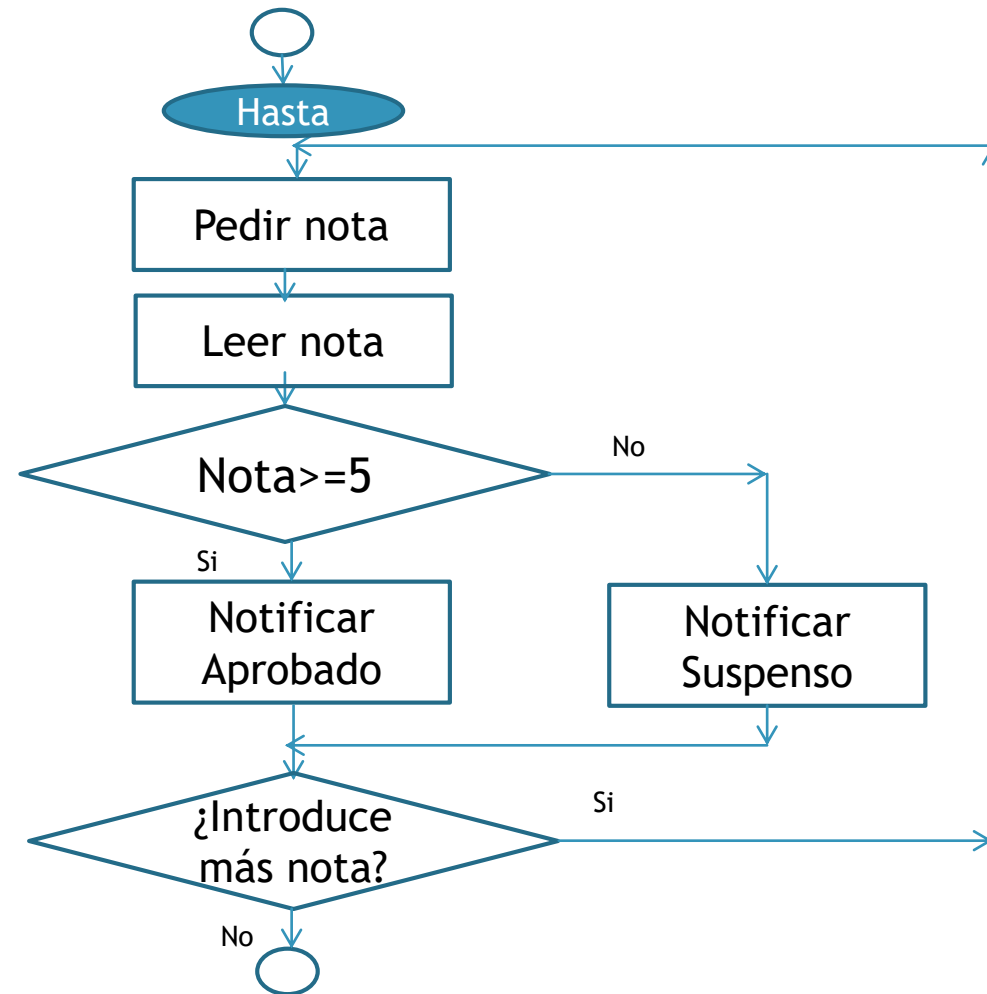 Hasta
Pedir nota
Leer nota
Nota>=5
No
Si
Notificar
Aprobado
Notificar
Suspenso
¿Introduce
más nota?
Si
No